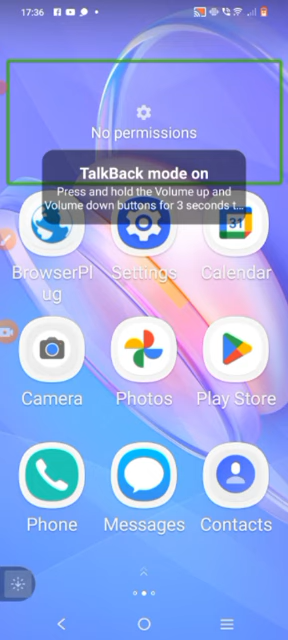 17:36
No permissions
TalkBack mode on
Press and hold the Volume up and
Volume down buttons for 3 seconds t...
BrowserPl
ug
Settings
31
Calendar
Camera
Photos
Play Store
Phone
Messages
Contacts